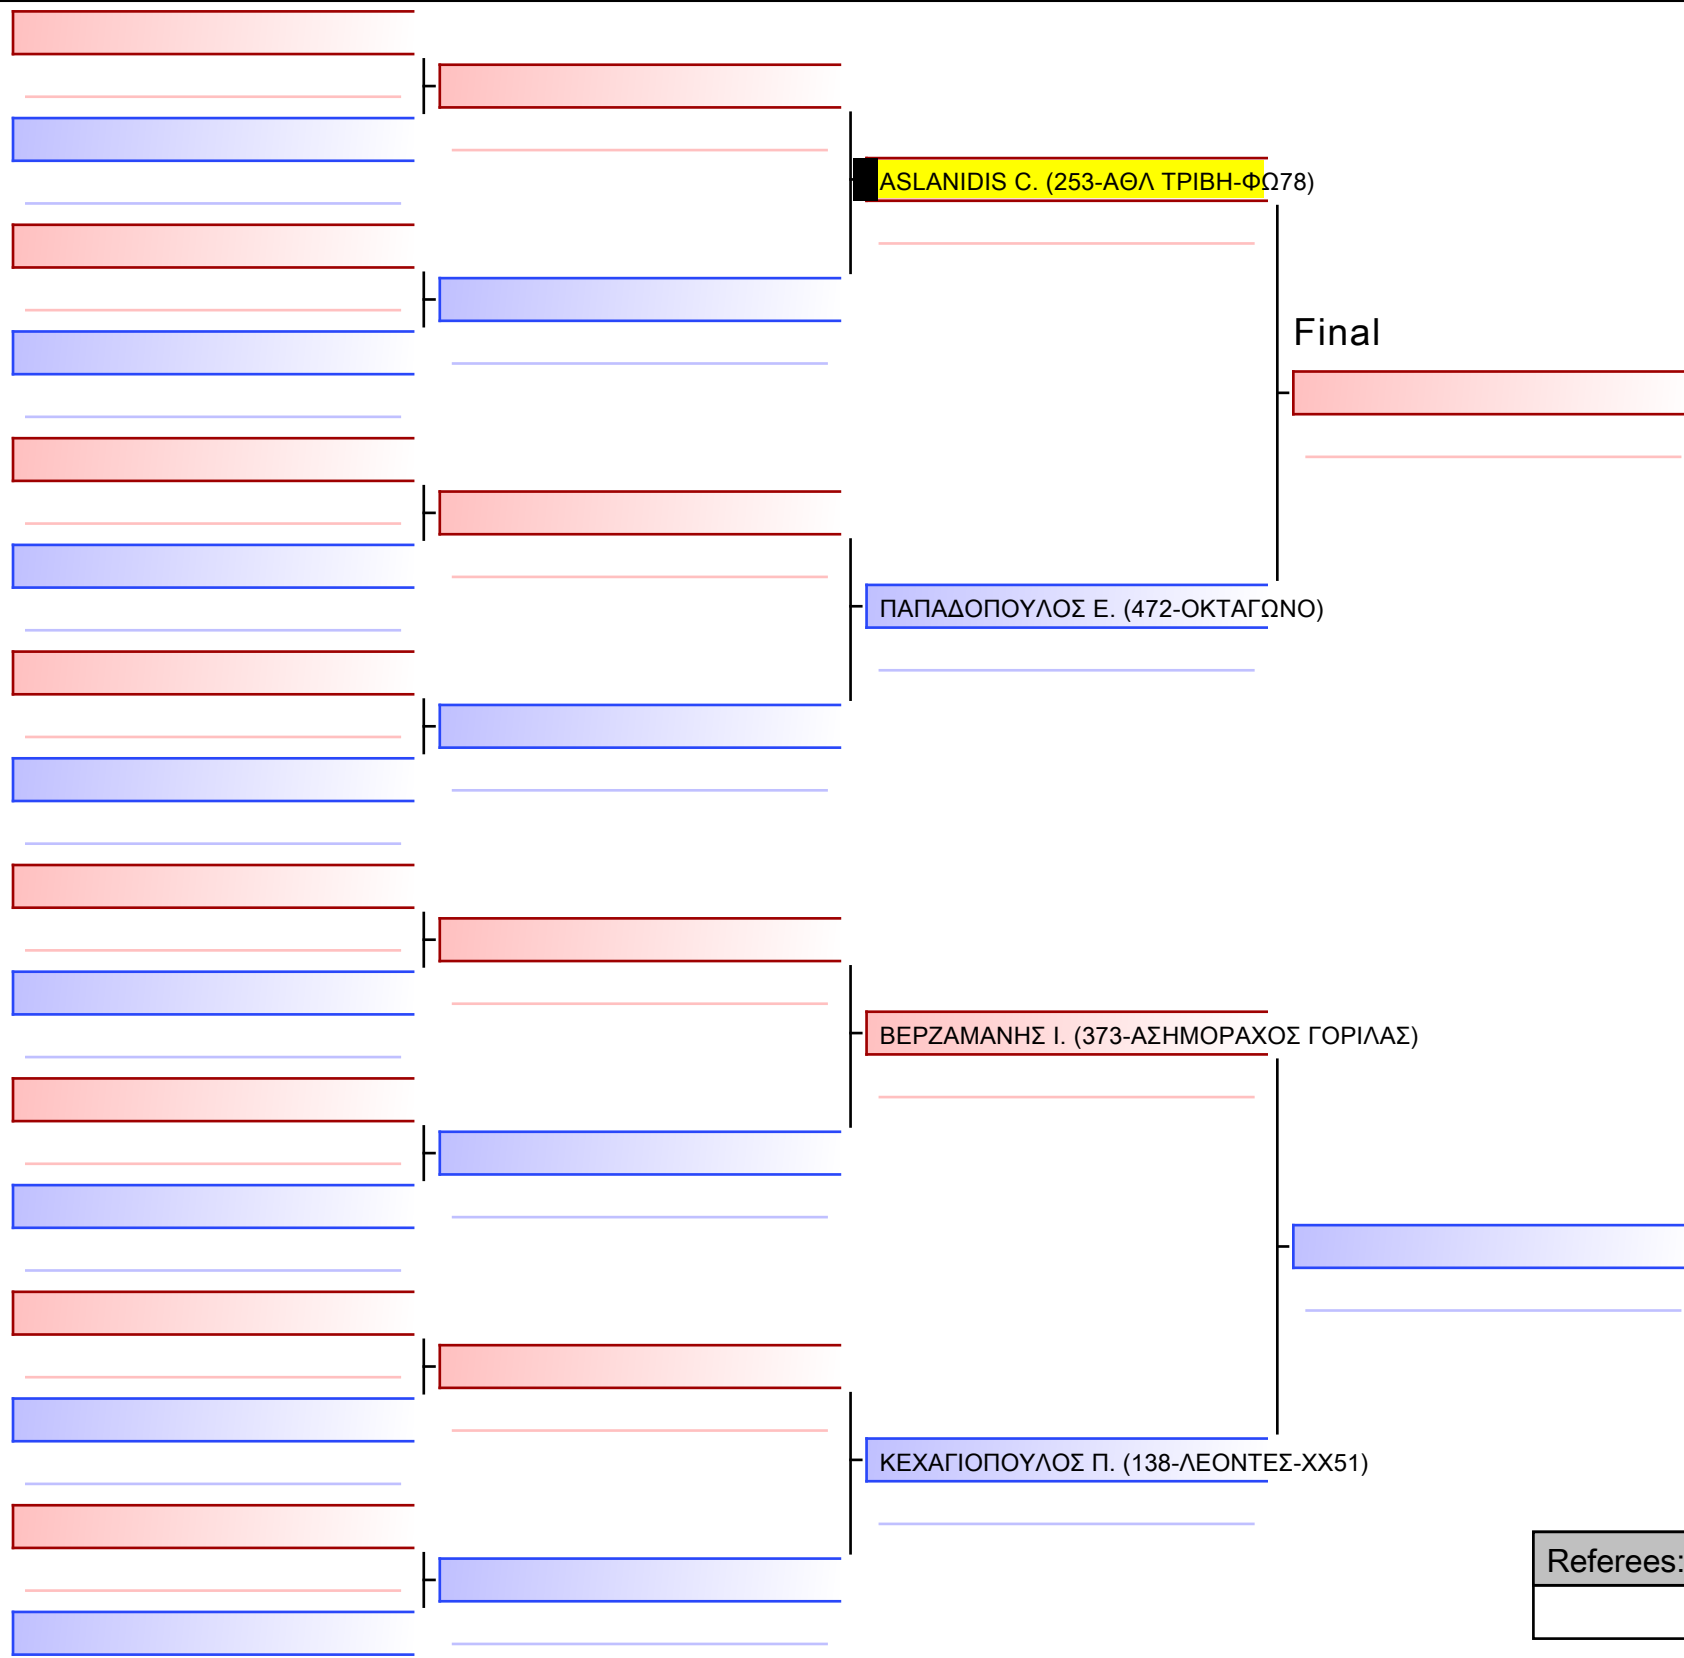 ASLANIDIS C. (253-ΑΘΛ ΤΡΙΒΗ-ΦΩ78)
Final
ΠΑΠΑΔΟΠΟΥΛΟΣ Ε. (472-ΟΚΤΑΓΩΝΟ)
ΒΕΡΖΑΜΑΝΗΣ Ι. (373-ΑΣΗΜΟΡΑΧΟΣ ΓΟΡΙΛΑΣ)
ΚΕΧΑΓΙΟΠΟΥΛΟΣ Π. (138-ΛΕΟΝΤΕΣ-ΧΧ51)
Referees: